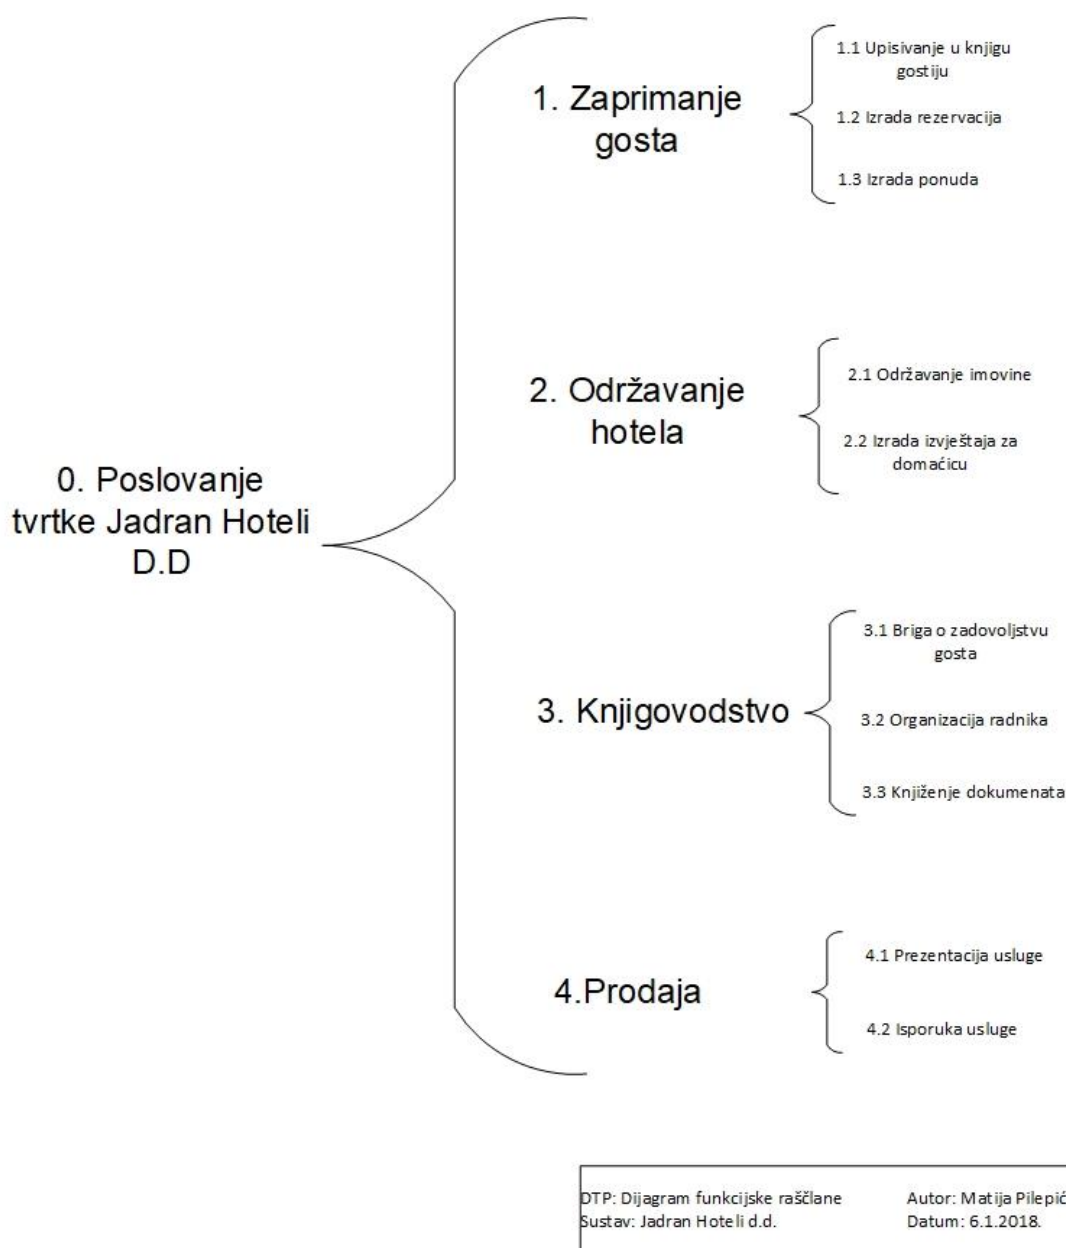 0. Poslovanje
tvrtke Jadran Hoteli
D.D
1. Zaprimanje
gosta
1.1 Upisivanje u knjigu
gostiju
1.2 Izrada rezervacija
1.3 Izrada ponuda
2. Održavanje
hotela
2.1 Održavanje imovine
2.2 Izrada izvještaja za
domaćicu
3. Knjigovodstvo
3.1 Briga o zadovoljstvu
gosta
3.2 Organizacija radnika
3.3 Knjiženje dokumenata
4.Prodaja
4.1 Prezentacija usluge
4.2 Isporuka usluge
DTP: Dijagram funkcijske raščlane
Sustav: Jadran Hoteli d.d.
Autor: Matija Pilepić
Datum: 6.1.2018.